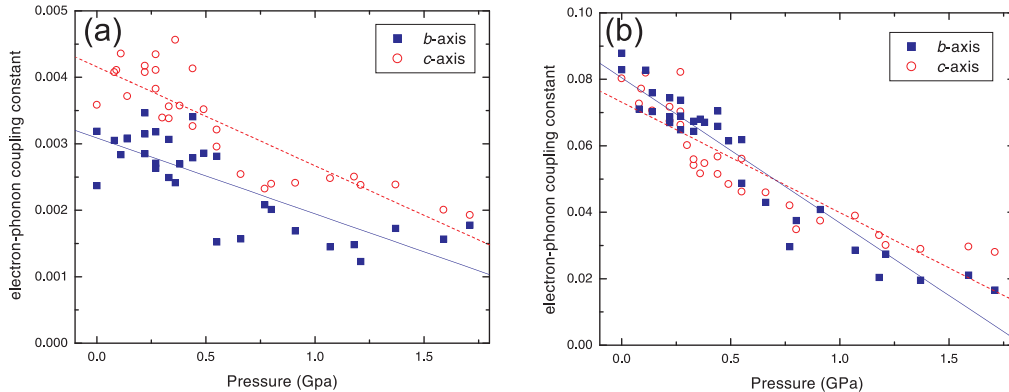 (a)
b-axis
c-axis
electron-phonon coupling constant
0.005
0.004
0.003
0.002
0.001
0.000
0.0
0.5
1.0
1.5
Pressure (Gpa)
(b)
b-axis
c-axis
electron-phonon coupling constant
0.10
0.08
0.06
0.04
0.02
0.00
0.0
0.5
1.0
1.5
Pressure (GPa)